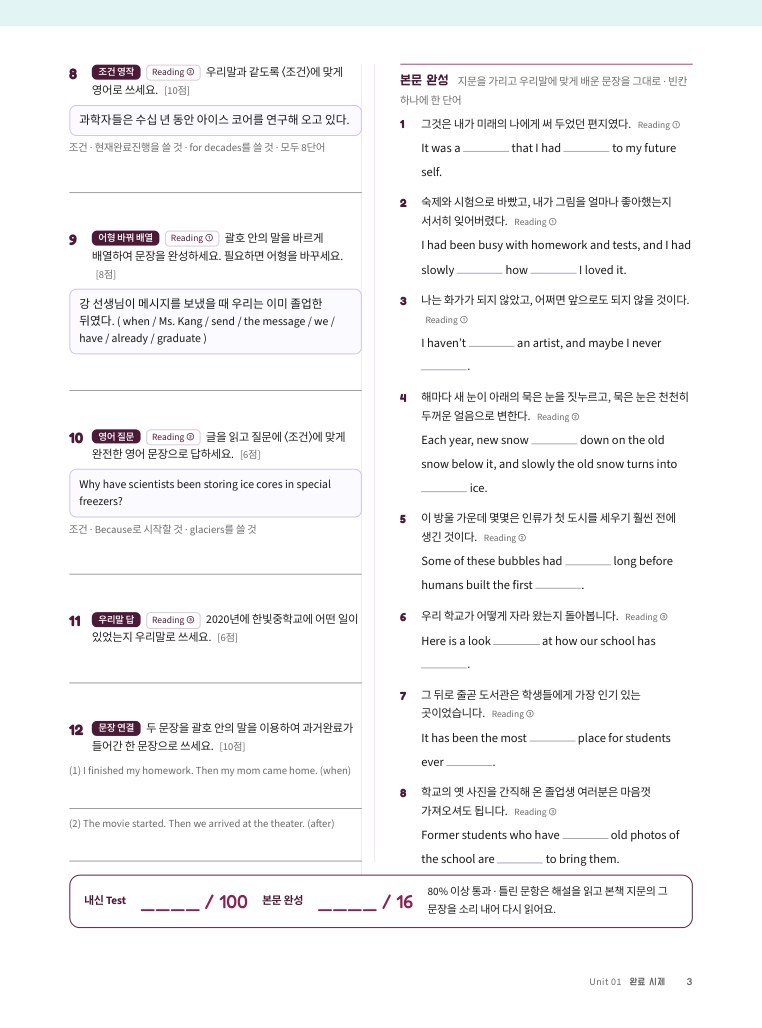 8 조건 영작 Reading ② 우리말과 같도록 〈조건〉에 맞게
영어로 쓰세요. [10점]
과학자들은 수십 년 동안 아이스 코어를 연구해 오고 있다.
조건 · 현재완료진행을 쓸 것 · for decades를 쓸 것 · 모두 8단어
9 어형 바꿔 배열 Reading ① 괄호 안의 말을 바르게
배열하여 문장을 완성하세요. 필요하면 어형을 바꾸세요.
[8점]
강 선생님이 메시지를 보냈을 때 우리는 이미 졸업한
뒤였다. ( when / Ms. Kang / send / the message / we /
have / already / graduate )
10 영어 질문 Reading ② 글을 읽고 질문에 〈조건〉에 맞게
완전한 영어 문장으로 답하세요. [6점]
Why have scientists been storing ice cores in special
freezers?
조건 · Because로 시작할 것 · glaciers를 쓸 것
11 우리말 답 Reading ③ 2020년에 한빛중학교에 어떤 일이
있었는지 우리말로 쓰세요. [6점]
12 문장 연결 두 문장을 괄호 안의 말을 이용하여 과거완료가
들어간 한 문장으로 쓰세요. [10점]
(1) I finished my homework. Then my mom came home. (when)
(2) The movie started. Then we arrived at the theater. (after)
본문 완성 지문을 가리고 우리말에 맞게 배운 문장을 그대로 · 빈칸
하나에 한 단어
1 그것은 내가 미래의 나에게 써 두었던 편지였다. Reading ①
It was a ________ that I had ________ to my future
self.
2 숙제와 시험으로 바빴고, 내가 그림을 얼마나 좋아했는지
서서히 잊어버렸다. Reading ①
I had been busy with homework and tests, and I had
slowly ________ how ________ I loved it.
3 나는 화가가 되지 않았고, 어쩌면 앞으로도 되지 않을 것이다.
Reading ①
I haven’t ________ an artist, and maybe I never
________.
4 해마다 새 눈이 아래의 묵은 눈을 짓누르고, 묵은 눈은 천천히
두꺼운 얼음으로 변한다. Reading ②
Each year, new snow ________ down on the old
snow below it, and slowly the old snow turns into
________ ice.
5 이 방울 가운데 몇몇은 인류가 첫 도시를 세우기 훨씬 전에
생긴 것이다. Reading ②
Some of these bubbles had ________ long before
humans built the first ________.
6 우리 학교가 어떻게 자라 왔는지 돌아봅니다. Reading ③
Here is a look ________ at how our school has
________.
7 그 뒤로 줄곧 도서관은 학생들에게 가장 인기 있는
곳이었습니다. Reading ③
It has been the most ________ place for students
ever ________.
8 학교의 옛 사진을 간직해 온 졸업생 여러분은 마음껏
가져오셔도 됩니다. Reading ③
Former students who have ________ old photos of
the school are ________ to bring them.
내신 Test ____ / 100 본문 완성 ____ / 16
80% 이상 통과 · 틀린 문항은 해설을 읽고 본책 지문의 그
문장을 소리 내어 다시 읽어요.
Unit 01 완료 시제 3